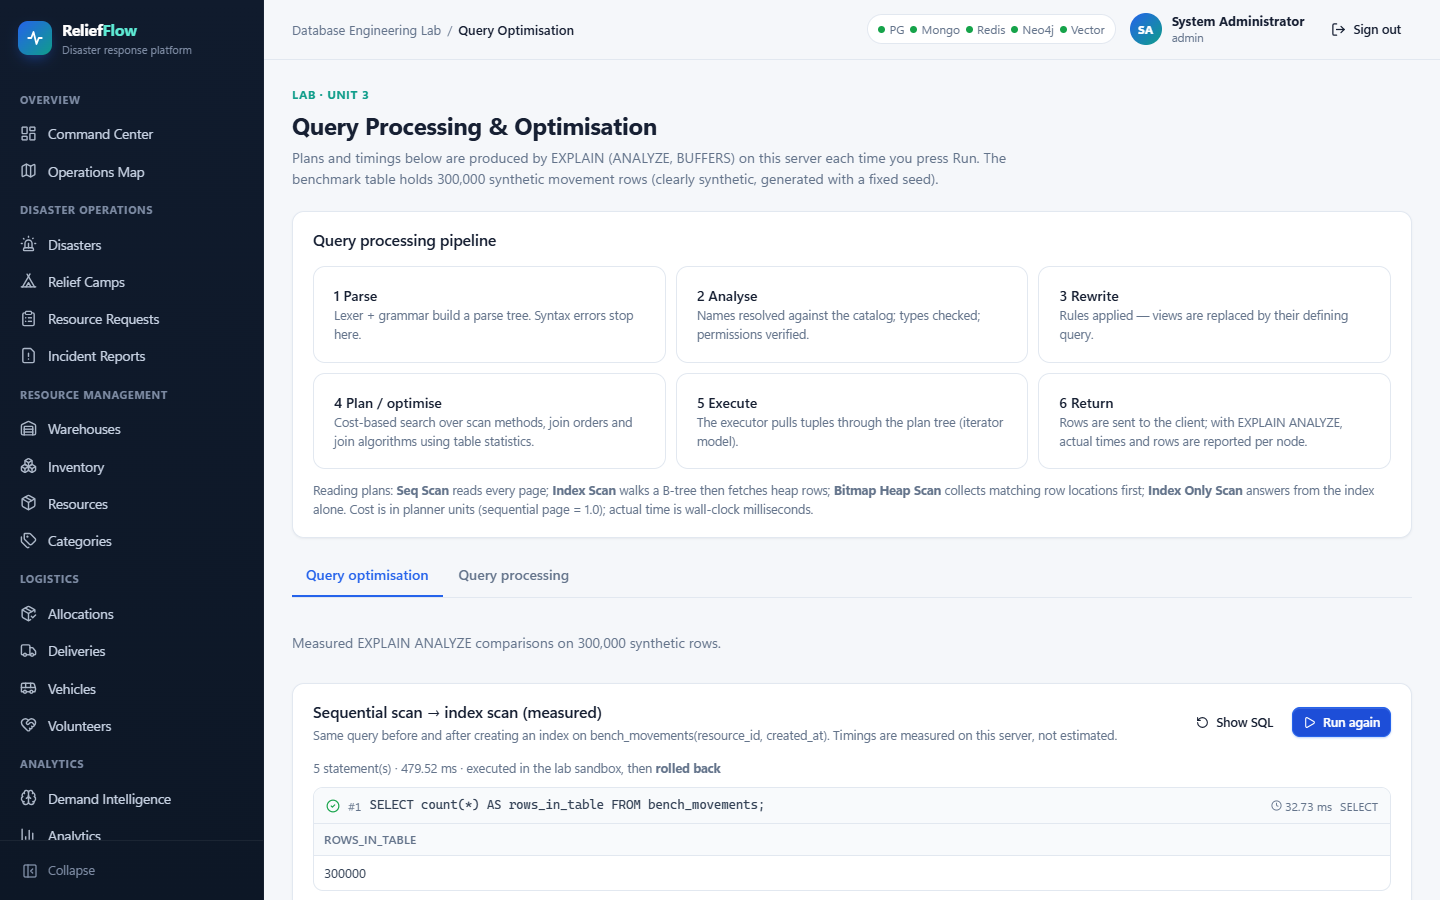 ReliefFlow
Disaster response platform
OVERVIEW
Command Center
Operations Map
DISASTER OPERATIONS
Disasters
Relief Camps
Resource Requests
Incident Reports
RESOURCE MANAGEMENT
Warehouses
Inventory
Resources
Categories
LOGISTICS
Allocations
Deliveries
Vehicles
Volunteers
ANALYTICS
Demand Intelligence
Analytics
Collapse
Database Engineering Lab / Query Optimisation
PG Mongo Redis Neo4j Vector
SA
System Administrator
admin
Sign out
LAB · UNIT 3
Query Processing & Optimisation
Plans and timings below are produced by EXPLAIN (ANALYZE, BUFFERS) on this server each time you press Run. The
benchmark table holds 300,000 synthetic movement rows (clearly synthetic, generated with a fixed seed).
Query processing pipeline
1 Parse
Lexer + grammar build a parse tree. Syntax errors stop
here.
2 Analyse
Names resolved against the catalog; types checked;
permissions verified.
3 Rewrite
Rules applied — views are replaced by their defining
query.
4 Plan / optimise
Cost-based search over scan methods, join orders and
join algorithms using table statistics.
5 Execute
The executor pulls tuples through the plan tree (iterator
model).
6 Return
Rows are sent to the client; with EXPLAIN ANALYZE,
actual times and rows are reported per node.
Reading plans: Seq Scan reads every page; Index Scan walks a B-tree then fetches heap rows; Bitmap Heap Scan collects matching row locations first; Index Only Scan answers from the index
alone. Cost is in planner units (sequential page = 1.0); actual time is wall-clock milliseconds.
Query optimisation
Query processing
Measured EXPLAIN ANALYZE comparisons on 300,000 synthetic rows.
Sequential scan → index scan (measured)
Same query before and after creating an index on bench_movements(resource_id, created_at). Timings are measured on this server, not estimated.
Show SQL
Run again
5 statement(s) · 479.52 ms · executed in the lab sandbox, then rolled back
#1 SELECT count(*) AS rows_in_table FROM bench_movements;
32.73 ms SELECT
ROWS_IN_TABLE
300000